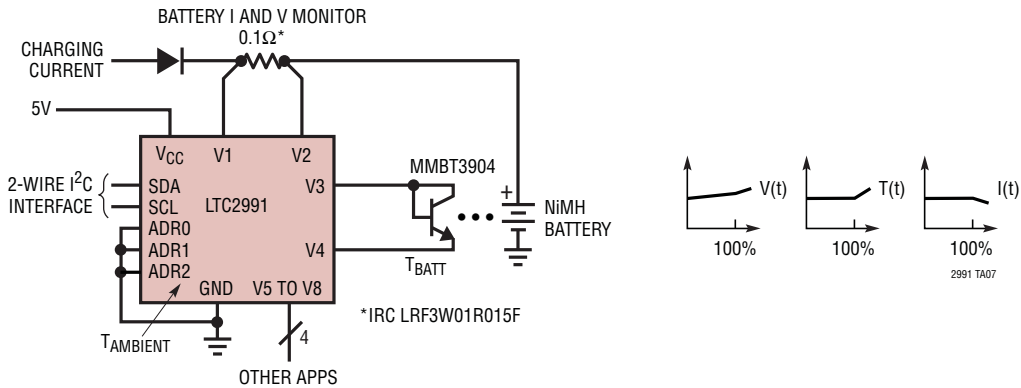 BATTERY I AND V MONITOR
0.1Ω*
CHARGING
CURRENT
5V
VCC
V1
V2
2-WIRE I2C
INTERFACE
SDA
SCL
ADR0
ADR1
ADR2
LTC2991
V3
V4
GND
V5 TO V8
MMBT3904
TBATT
+
NiMH
BATTERY
*IRC LRF3W01R015F
TAMBIENT
4
OTHER APPS
V(t)
100%
T(t)
100%
I(t)
100%
2991 TA07